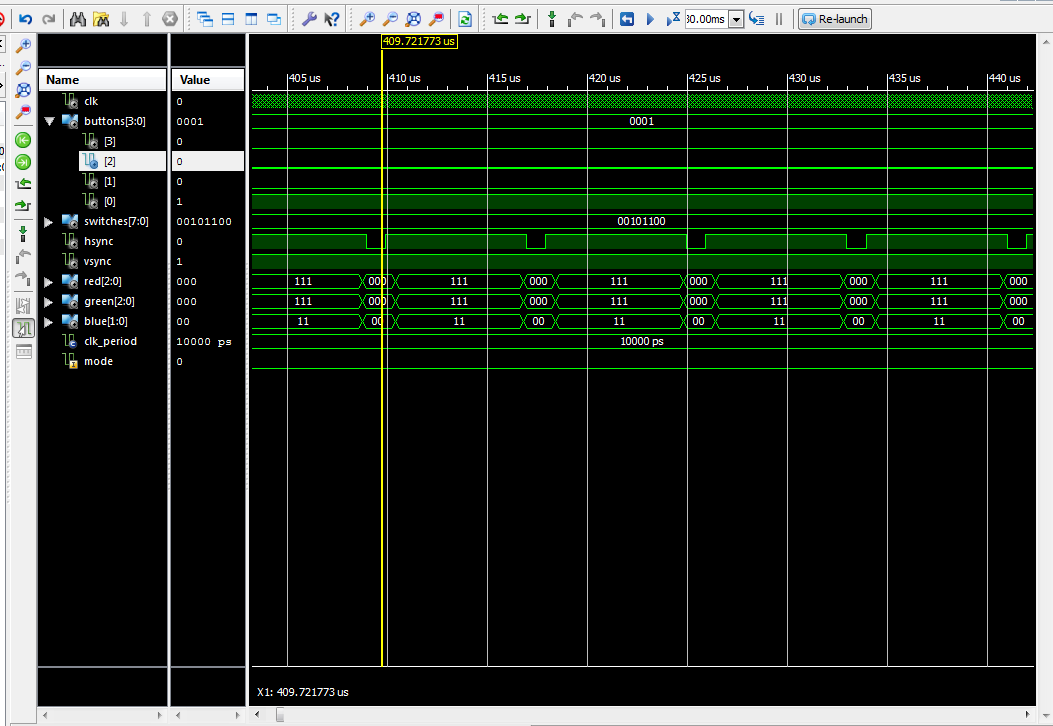 30.00ms Re-launch
409.721773 us
Name Value
405 us 410 us 415 us 420 us 425 us 430 us 435 us 440 us
clk 0
buttons[3:0] 0001 0001
[3] 0
[2] 0
[1] 0
[0] 1
switches[7:0] 00101100 00101100
hsync 0
vsync 1
red[2:0] 000 111 000 111 000 111 000 111 000 111 000
green[2:0] 000 111 000 111 000 111 000 111 000 111 000
blue[1:0] 00 11 00 11 00 11 00 11 00 11 00
clk_period 10000 ps 10000 ps
mode 0
X1: 409.721773 us